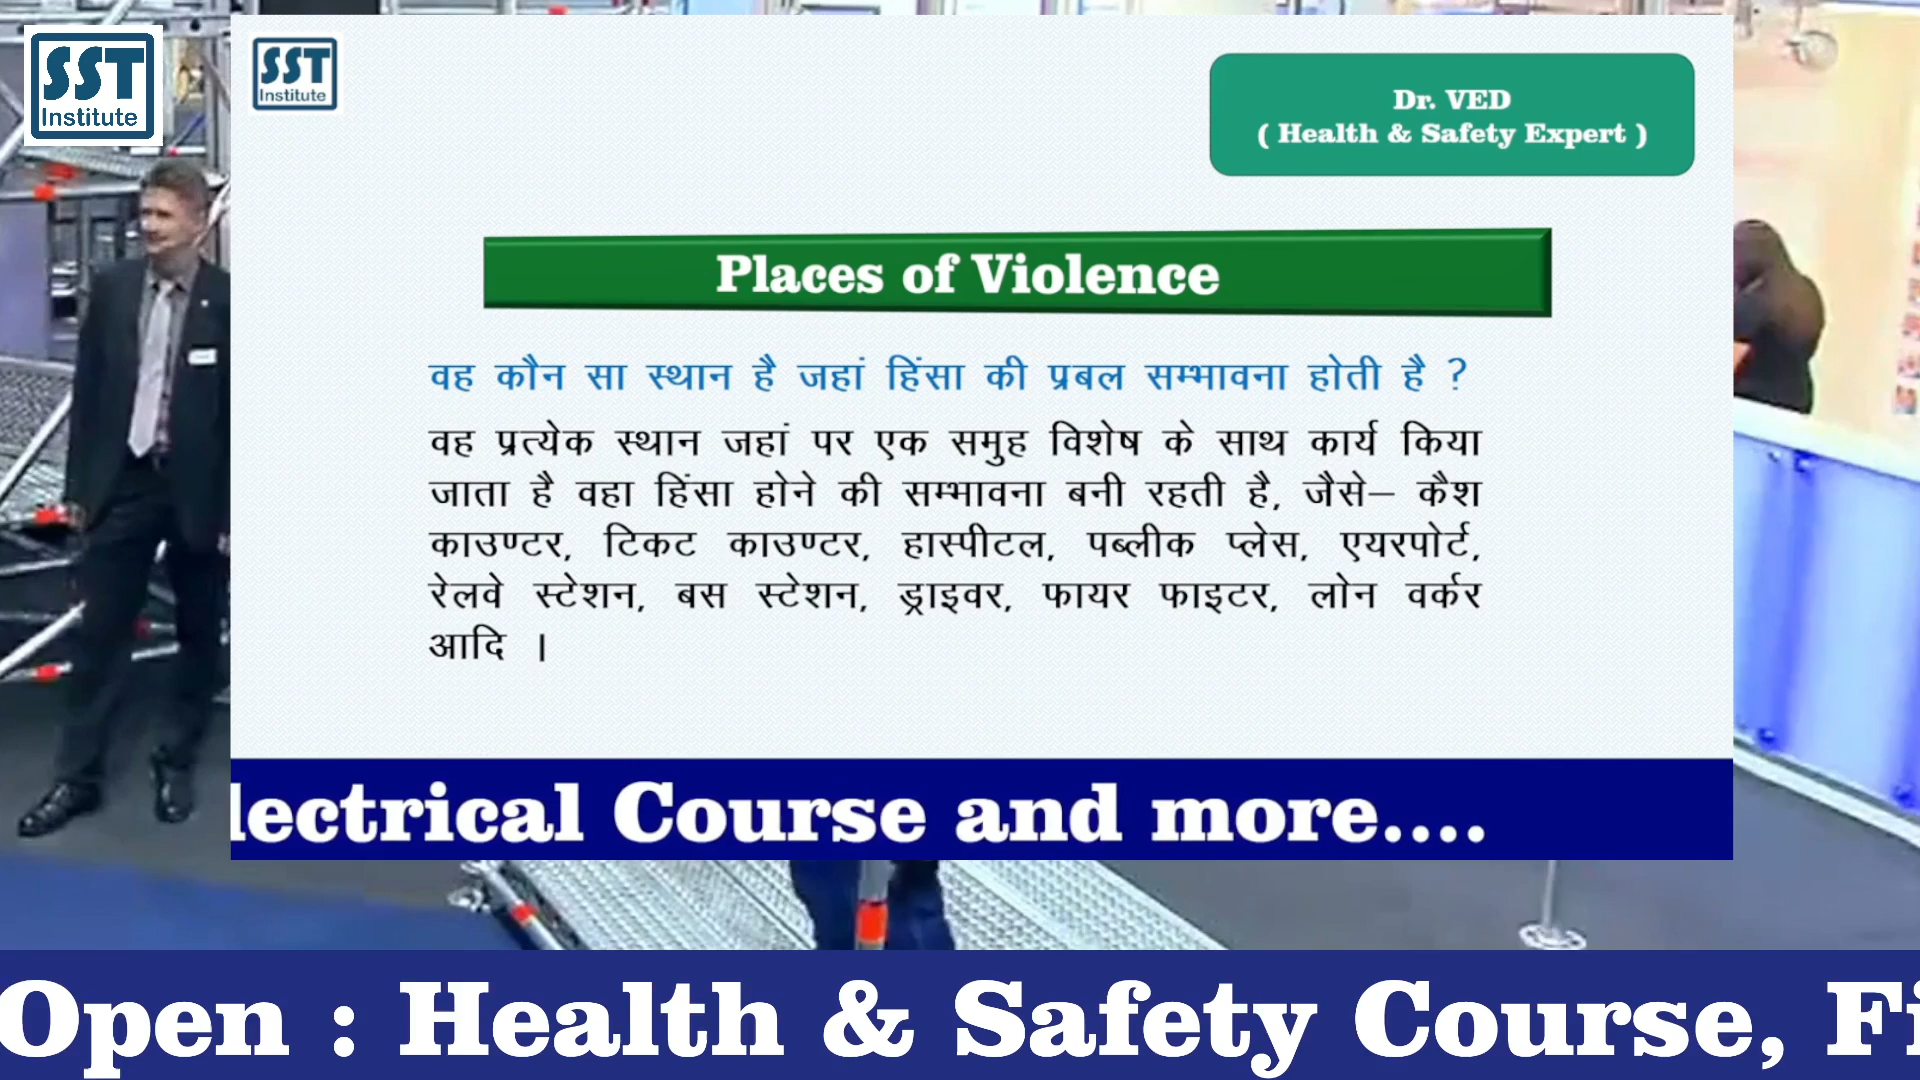 SST
Institute
SST
Institute
Dr. VED
( Health & Safety Expert )
Places of Violence
वह कौन सा स्थान है जहां हिंसा की प्रबल सम्भावना होती है ?
वह प्रत्येक स्थान जहां पर एक समुह विशेष के साथ कार्य किया
जाता है वहा हिंसा होने की सम्भावना बनी रहती है, जैसे– कैश
काउण्टर, टिकट काउण्टर, हास्पीटल, पब्लीक प्लेस, एयरपोर्ट,
रेलवे स्टेशन, बस स्टेशन, ड्राइवर, फायर फाइटर, लोन वर्कर
आदि ।
lectrical Course and more....
Open : Health & Safety Course, Fi